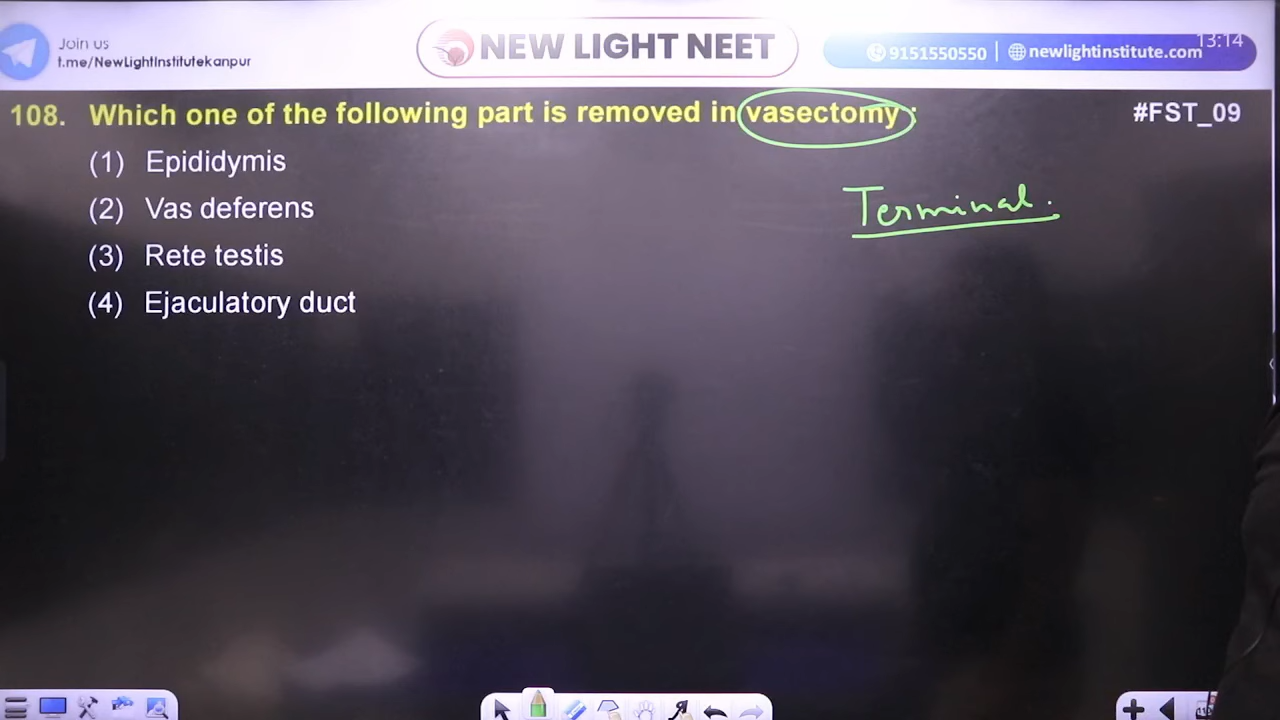 Join us
t.me/NewLightInstitutekanpur
NEW LIGHT NEET
9151550550 | newlightinstitute.com
13:14
108. Which one of the following part is removed in vasectomy :
#FST_09
(1) Epididymis
(2) Vas deferens
(3) Rete testis
(4) Ejaculatory duct
Terminal.